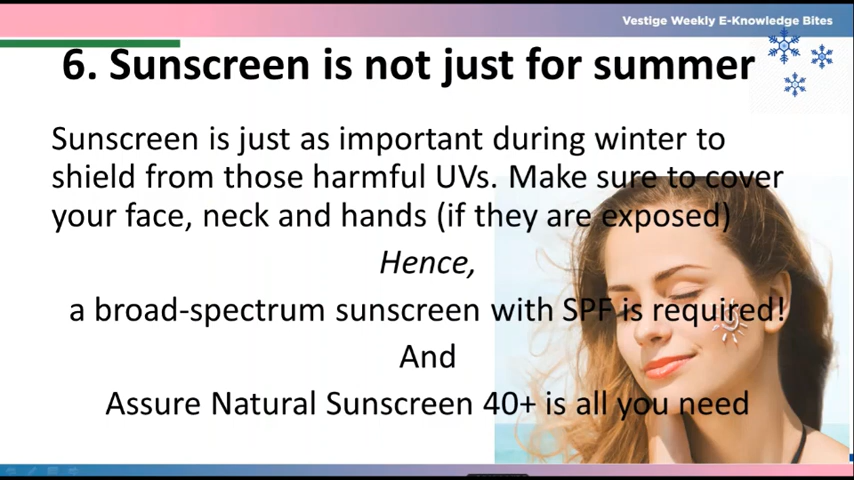 Vestige Weekly E-Knowledge Bites
6. Sunscreen is not just for summer
Sunscreen is just as important during winter to
shield from those harmful UVs. Make sure to cover
your face, neck and hands (if they are exposed)
Hence,
a broad-spectrum sunscreen with SPF is required!
And
Assure Natural Sunscreen 40+ is all you need